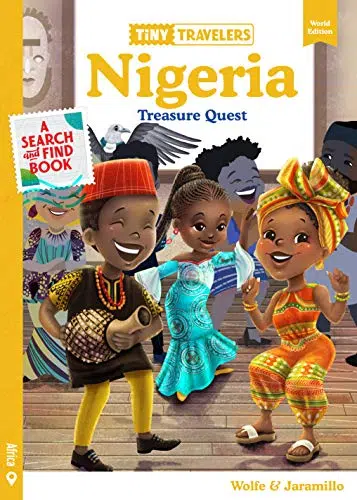 TiNY TRAVELERS
World
Edition
Nigeria
Treasure Quest
A
SEARCH
and FIND
BOOK
Africa
Wolfe & Jaramillo